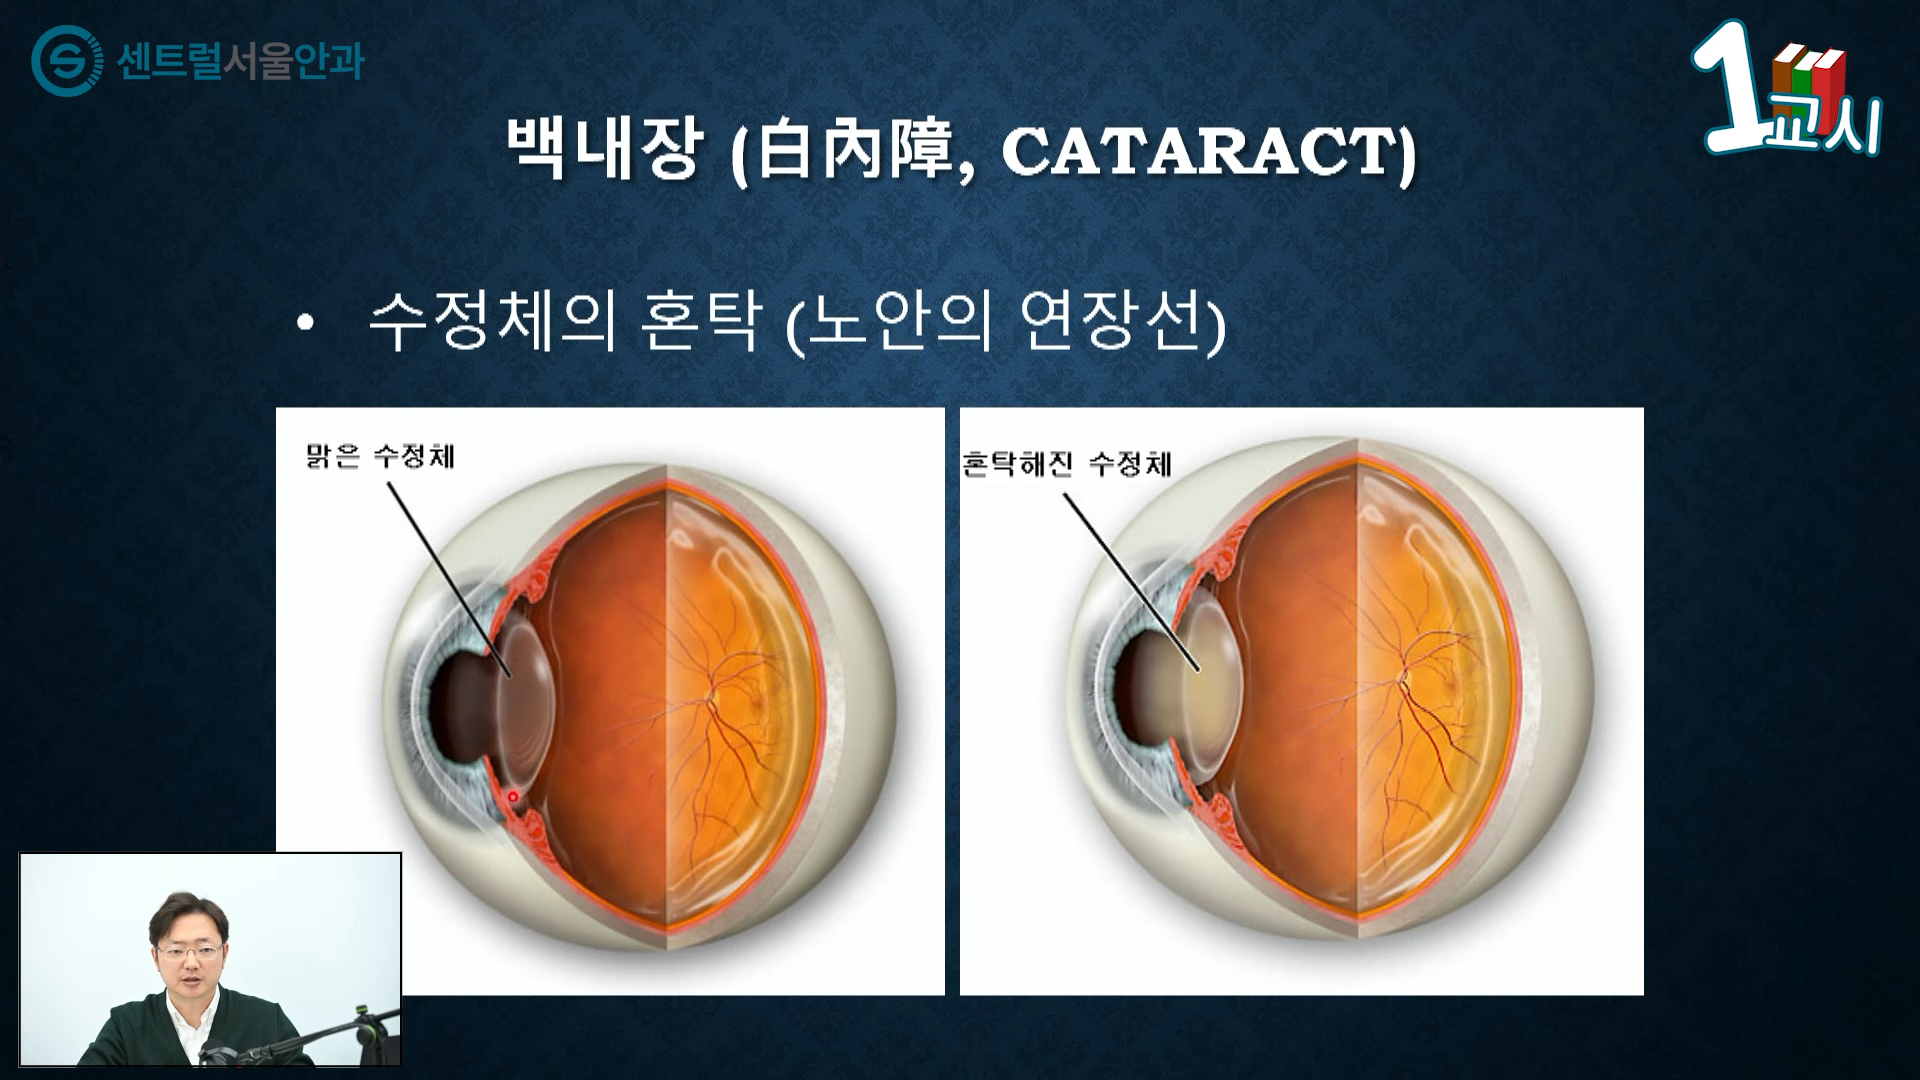 센트럴서울안과
1교시
백내장 (白內障, CATARACT)
• 수정체의 혼탁 (노안의 연장선)
맑은 수정체
혼탁해진 수정체